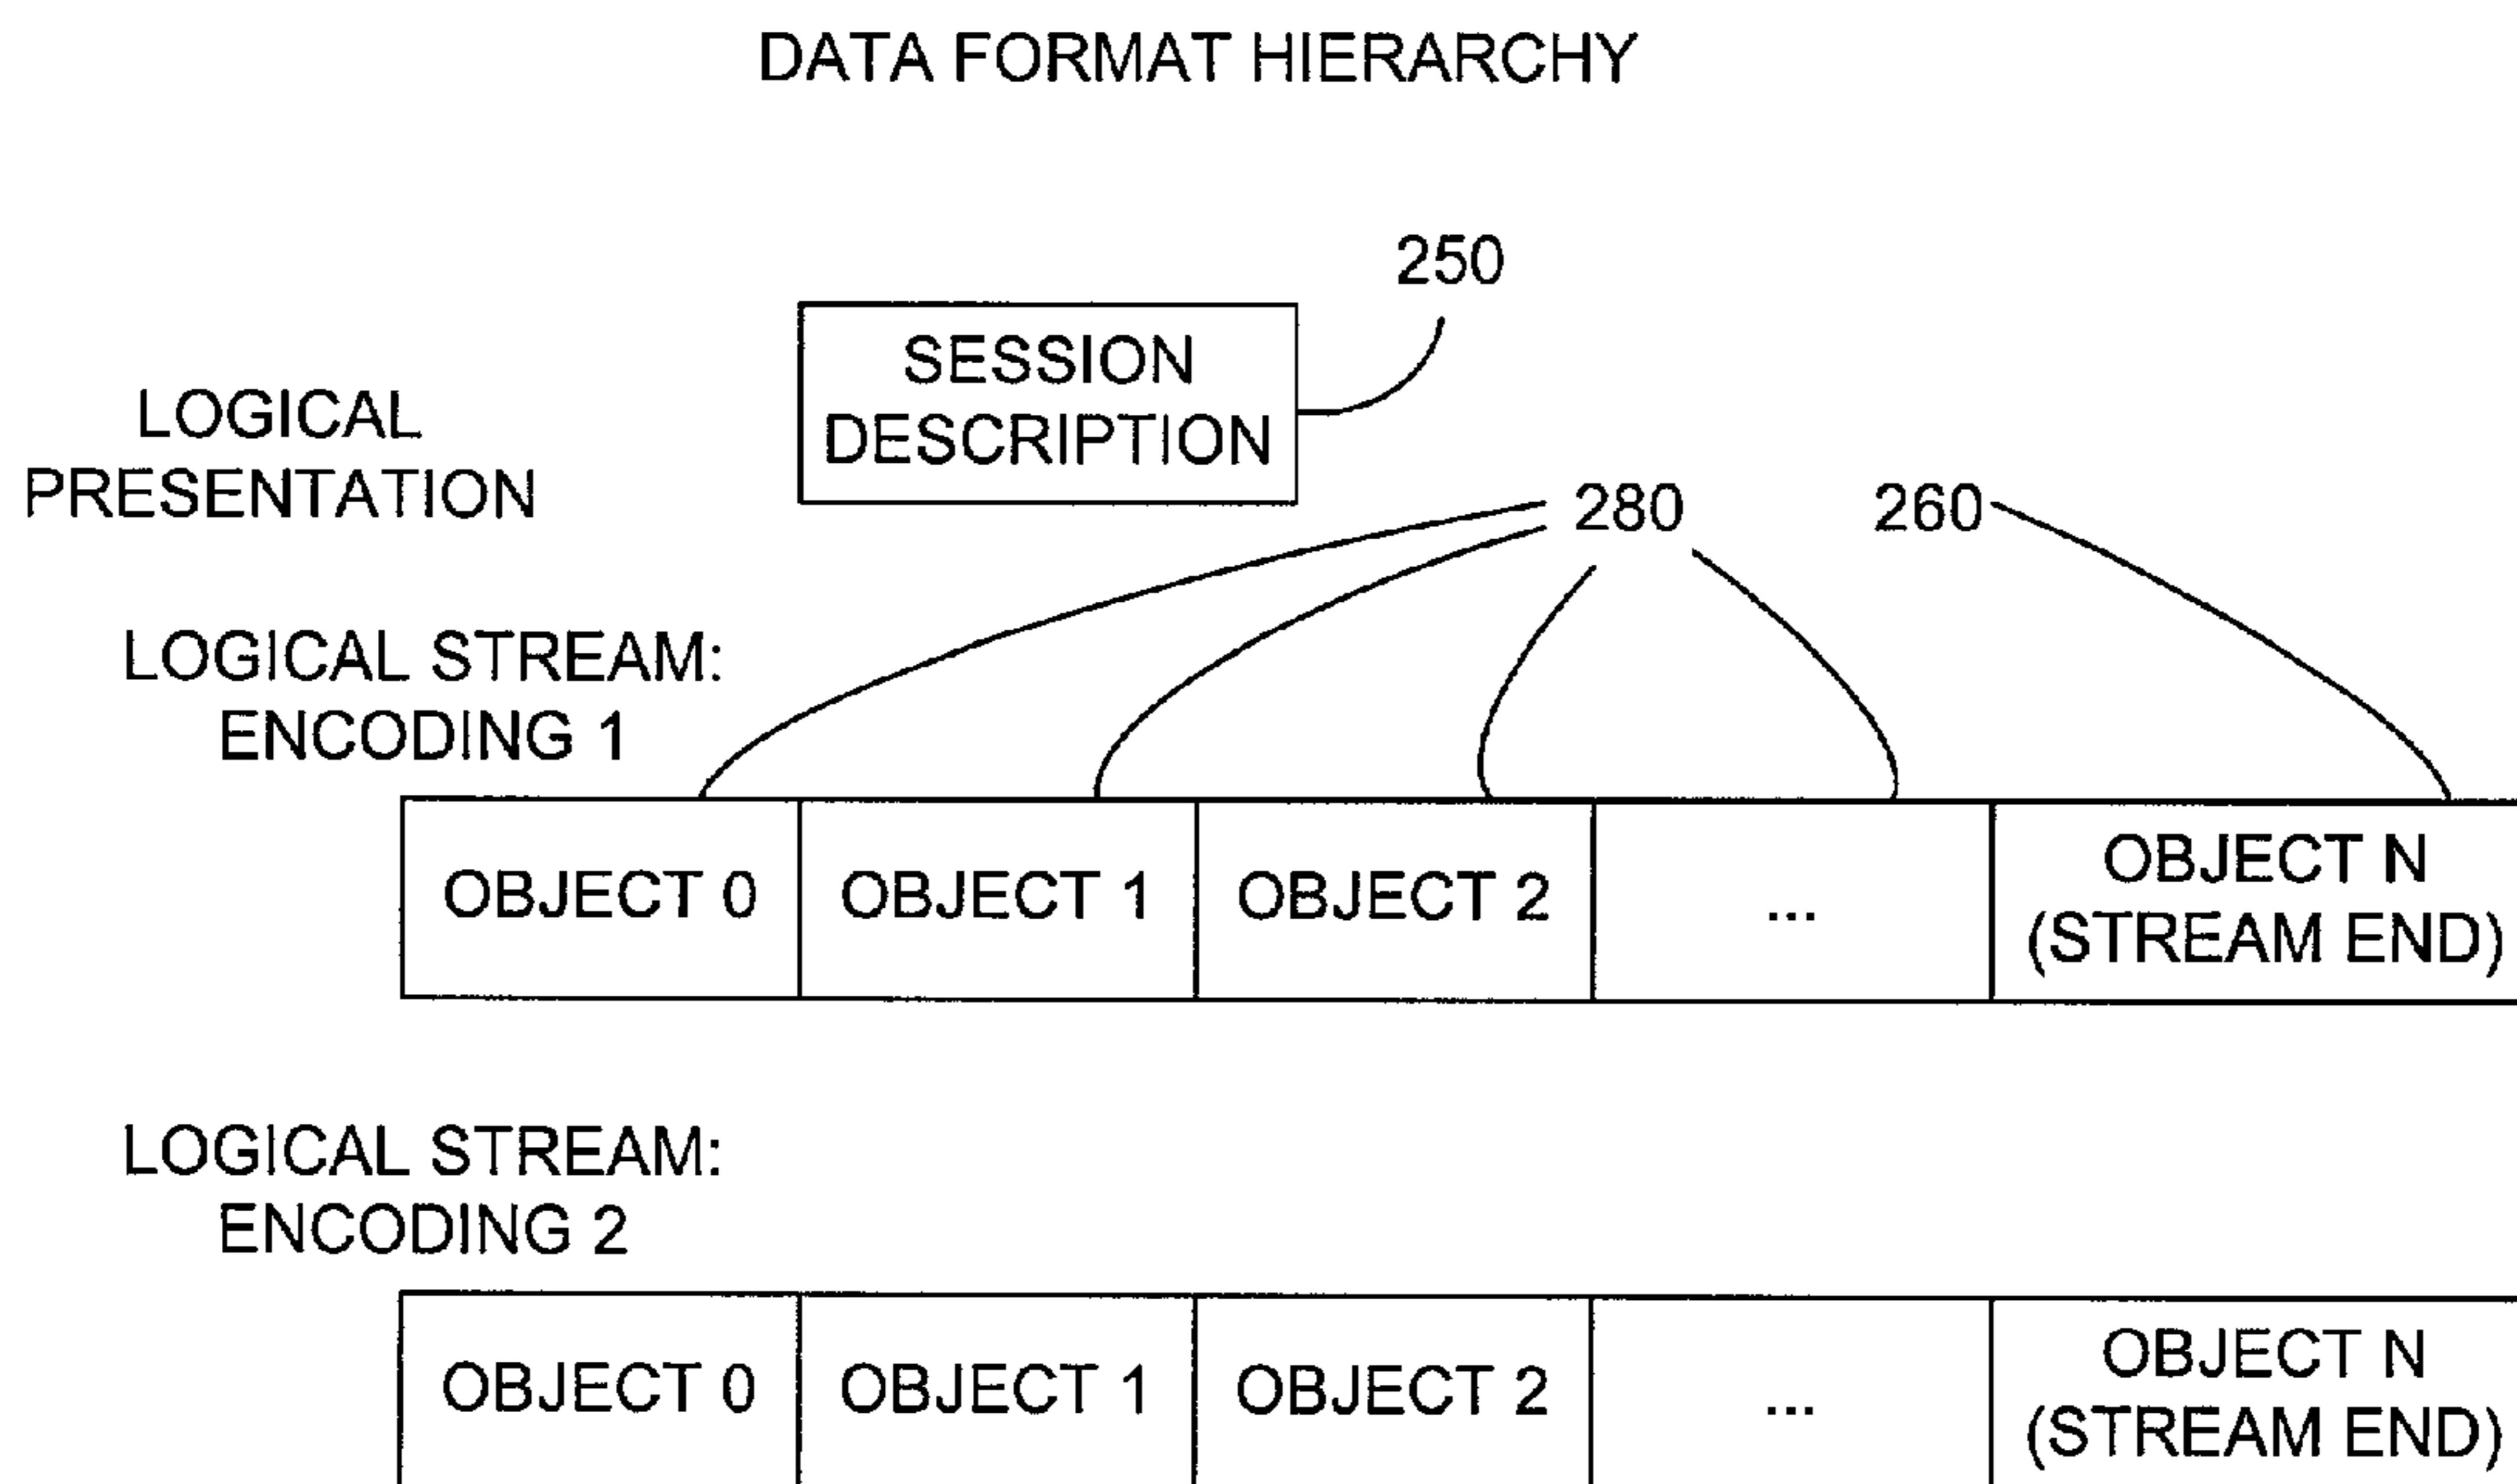 DATA FORMAT HIERARCHY
250
SESSION
DESCRIPTION
LOGICAL
PRESENTATION
280
260
LOGICAL STREAM:
ENCODING 1
OBJECT 0
OBJECT 1
OBJECT 2
...
OBJECT N
(STREAM END)
LOGICAL STREAM:
ENCODING 2
OBJECT 0
OBJECT 1
OBJECT 2
...
OBJECT N
(STREAM END)